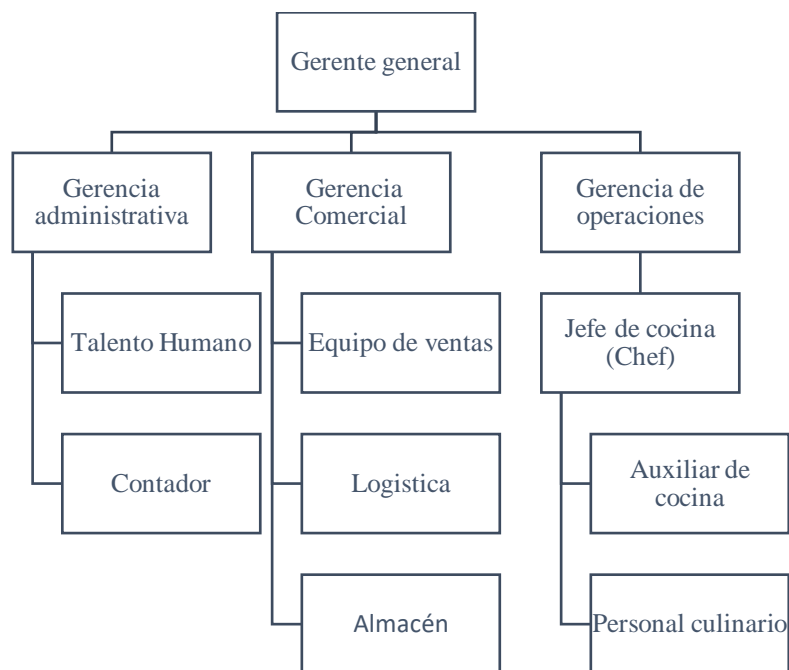 Gerente general
Gerencia
administrativa
Gerencia
Comercial
Gerencia de
operaciones
Talento Humano
Equipo de ventas
Jefe de cocina
(Chef)
Contador
Logistica
Auxiliar de
cocina
Almacén
Personal culinario